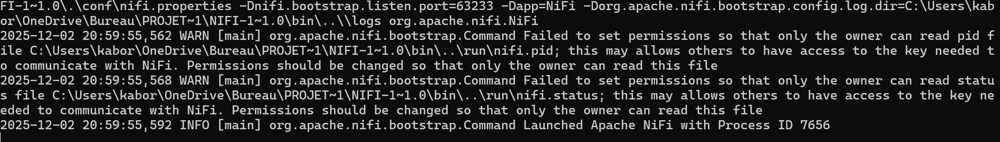 FI-1~1.0\.\conf\nifi.properties -Dnifi.bootstrap.listen.port=63233 -Dapp=NiFi -Dorg.apache.nifi.bootstrap.config.log.dir=C:\Users\kab
or\OneDrive\Bureau\PROJET~1\NIFI-1~1.0\bin\..\\logs org.apache.nifi.NiFi
2025-12-02 20:59:55,562 WARN [main] org.apache.nifi.bootstrap.Command Failed to set permissions so that only the owner can read pid f
ile C:\Users\kabor\OneDrive\Bureau\PROJET~1\NIFI-1~1.0\bin\..\run\nifi.pid; this may allows others to have access to the key needed t
o communicate with NiFi. Permissions should be changed so that only the owner can read this file
2025-12-02 20:59:55,568 WARN [main] org.apache.nifi.bootstrap.Command Failed to set permissions so that only the owner can read statu
s file C:\Users\kabor\OneDrive\Bureau\PROJET~1\NIFI-1~1.0\bin\..\run\nifi.status; this may allows others to have access to the key ne
eded to communicate with NiFi. Permissions should be changed so that only the owner can read this file
2025-12-02 20:59:55,592 INFO [main] org.apache.nifi.bootstrap.Command Launched Apache NiFi with Process ID 7656